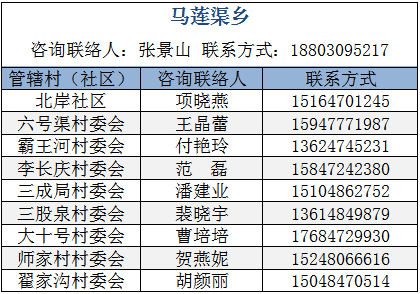 马莲渠乡
咨询联络人：张景山 联系方式：18803095217
管辖村（社区） 咨询联络人 联系方式
北岸社区 项晓燕 15164701245
六号渠村委会 王晶蕾 15947771987
霸王河村委会 付艳玲 13624745231
李长庆村委会 范 磊 15847242380
三成局村委会 潘建业 15104862752
三股泉村委会 裴晓宇 13614849879
大十号村委会 曹培培 17684729930
师家村村委会 贺燕妮 15248066616
翟家沟村委会 胡颜丽 15048470514